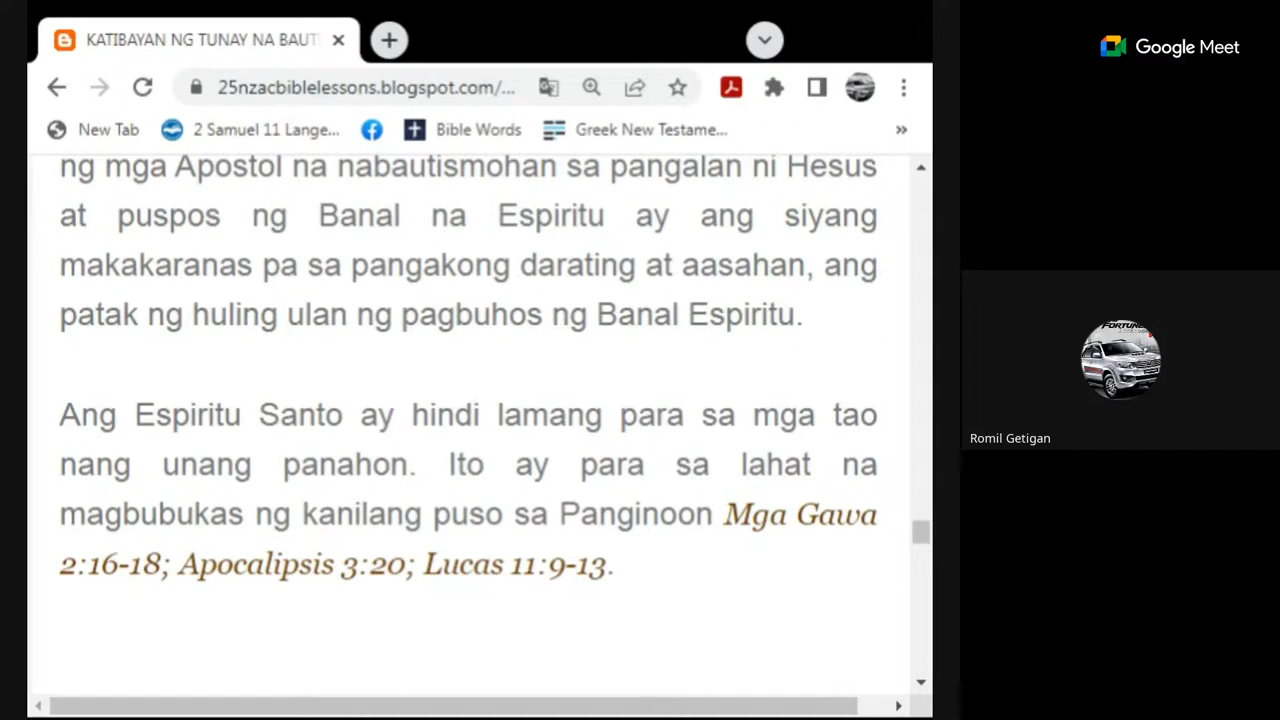 KATIBAYAN NG TUNAY NA BAUT
Google Meet
25nzacbiblelessons.blogspot.com/...
New Tab
2 Samuel 11 Lange...
Bible Words
Greek New Testame...
»
ng mga Apostol na nabautismohan sa pangalan ni Hesus
at puspos ng Banal na Espiritu ay ang siyang
makakaranas pa sa pangakong darating at aasahan, ang
patak ng huling ulan ng pagbuhos ng Banal Espiritu.
Ang Espiritu Santo ay hindi lamang para sa mga tao
nang unang panahon. Ito ay para sa lahat na
magbubukas ng kanilang puso sa Panginoon Mga Gawa
2:16-18; Apocalipsis 3:20; Lucas 11:9-13.
FORTUNE
Romil Getigan